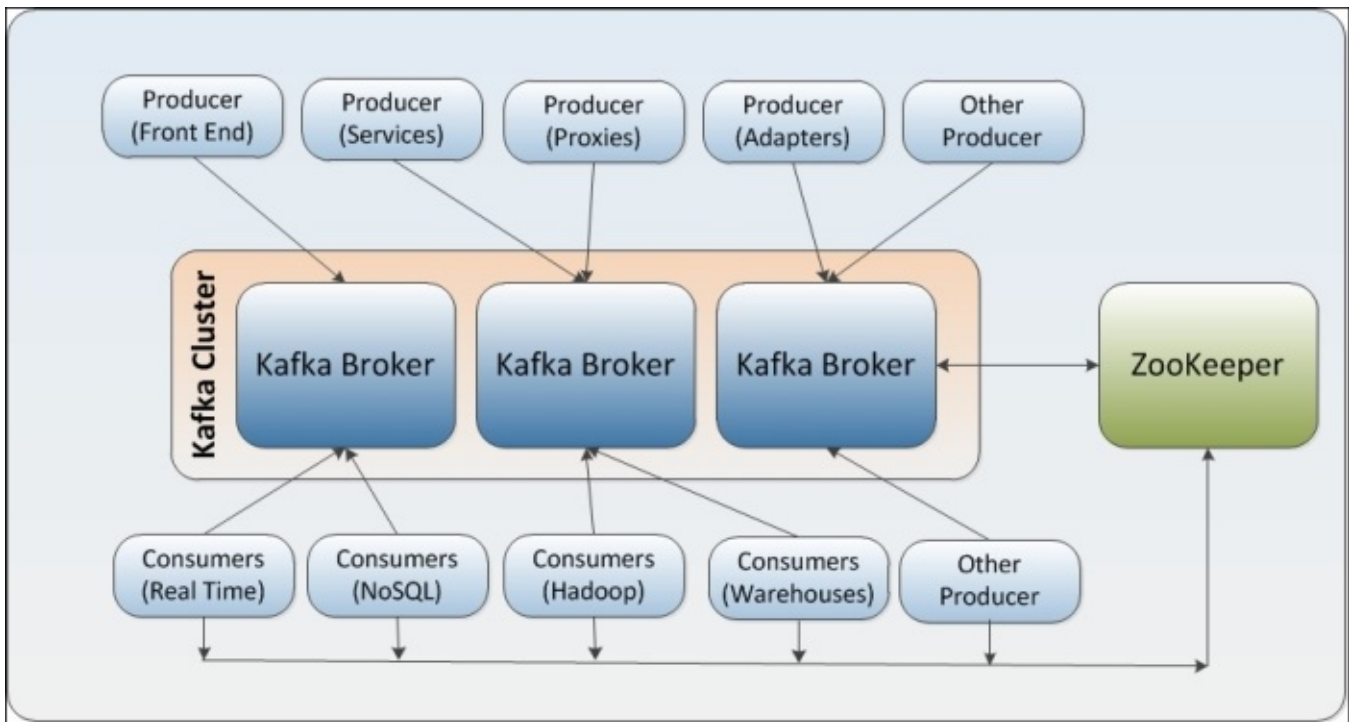 Producer
(Front End)
Producer
(Services)
Producer
(Proxies)
Producer
(Adapters)
Other
Producer
Kafka Cluster
Kafka Broker
Kafka Broker
Kafka Broker
ZooKeeper
Consumers
(Real Time)
Consumers
(NoSQL)
Consumers
(Hadoop)
Consumers
(Warehouses)
Other
Producer